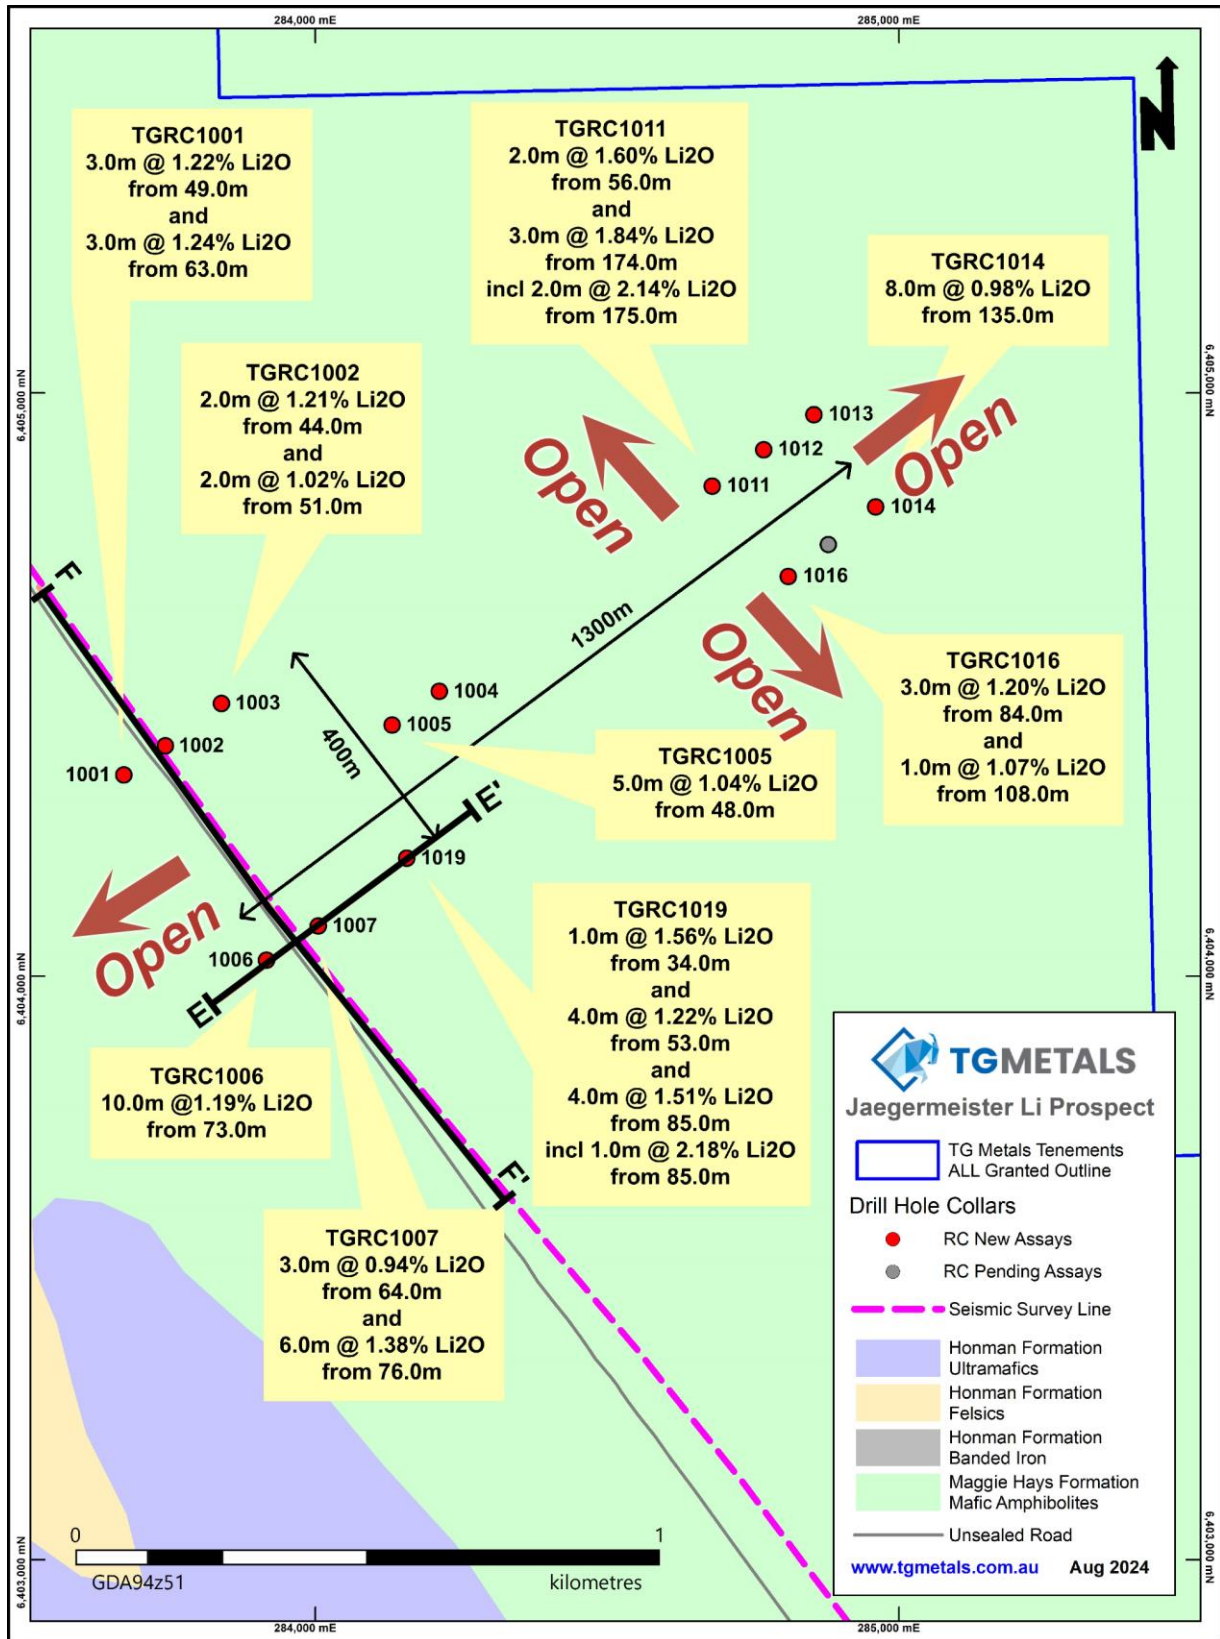 284,000 mE
285,000 mE
N
TGRC1001
3.0m @ 1.22% Li2O
from 49.0m
and
3.0m @ 1.24% Li2O
from 63.0m
TGRC1011
2.0m @ 1.60% Li2O
from 56.0m
and
3.0m @ 1.84% Li2O
from 174.0m
incl 2.0m @ 2.14% Li2O
from 175.0m
TGRC1014
8.0m @ 0.98% Li2O
from 135.0m
TGRC1002
2.0m @ 1.21% Li2O
from 44.0m
and
2.0m @ 1.02% Li2O
from 51.0m
6,405,000 mN
6,405,000 mN
Open
Open
Open
Open
1013
1012
1011
1014
1016
F
1300m
400m
1003
1004
1005
1002
1001
TGRC1016
3.0m @ 1.20% Li2O
from 84.0m
and
1.0m @ 1.07% Li2O
from 108.0m
TGRC1005
5.0m @ 1.04% Li2O
from 48.0m
E'
1019
1007
1006
E
6,404,000 mN
6,404,000 mN
TGRC1019
1.0m @ 1.56% Li2O
from 34.0m
and
4.0m @ 1.22% Li2O
from 53.0m
and
4.0m @ 1.51% Li2O
from 85.0m
incl 1.0m @ 2.18% Li2O
from 85.0m
TGRC1006
10.0m @1.19% Li2O
from 73.0m
F'
TGRC1007
3.0m @ 0.94% Li2O
from 64.0m
and
6.0m @ 1.38% Li2O
from 76.0m
TGMETALS
Jaegermeister Li Prospect
TG Metals Tenements
ALL Granted Outline
Drill Hole Collars
RC New Assays
RC Pending Assays
Seismic Survey Line
Honman Formation
Ultramafics
Honman Formation
Felsics
Honman Formation
Banded Iron
Maggie Hays Formation
Mafic Amphibolites
Unsealed Road
www.tgmetals.com.au Aug 2024
0 1
GDA94z51 kilometres
6,403,000 mN
6,403,000 mN
284,000 mE
285,000 mE